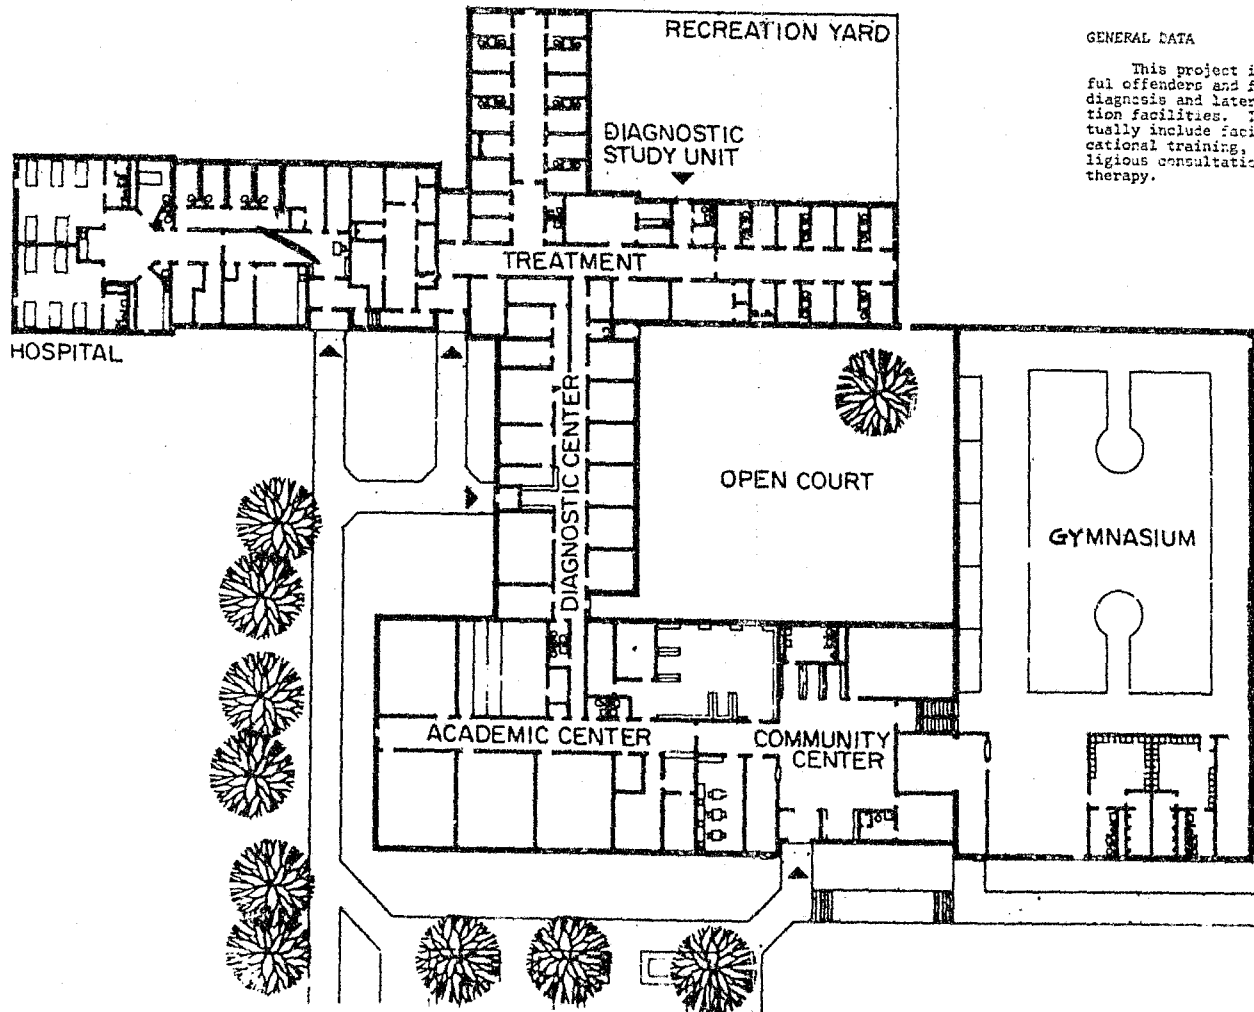 RECREATION YARD
GENERAL DATA
This project i
ful offenders and f
diagnosis and later
tion facilities.
tually include faci
cational training,
ligious consultatio
therapy.
DIAGNOSTIC
STUDY UNIT
TREATMENT
HOSPITAL
DIAGNOSTIC CENTER
OPEN COURT
GYMNASIUM
ACADEMIC CENTER
COMMUNITY
CENTER